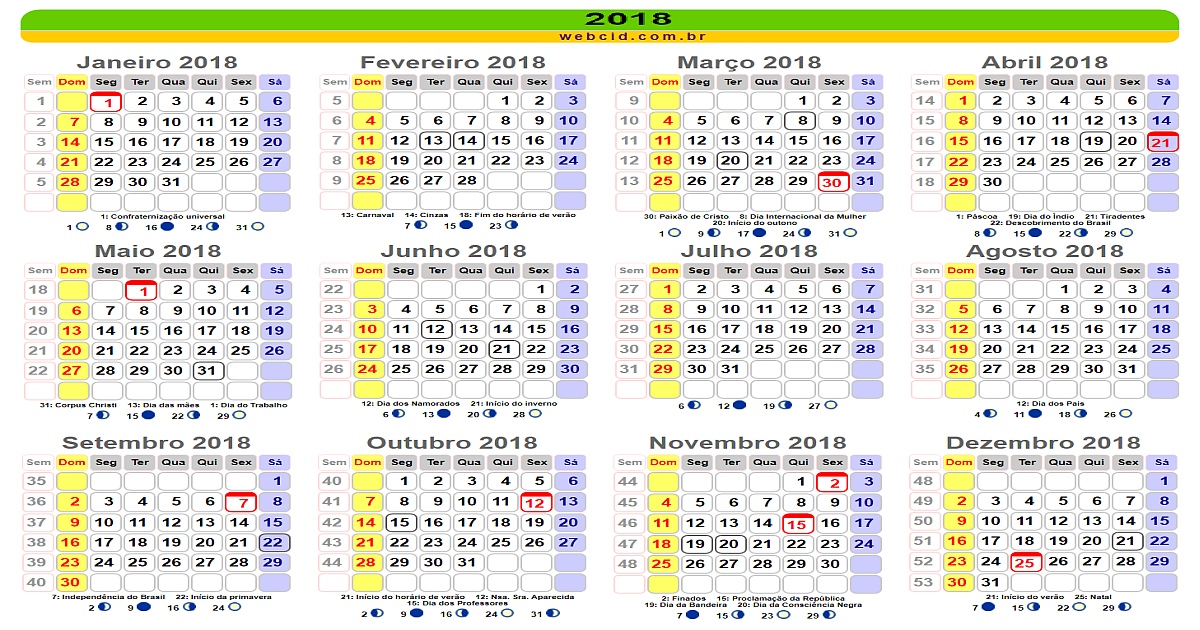 2018
webcid.com.br
Janeiro 2018
Sem Dom Seg Ter Qua Qui Sex Sá
1 1 2 3 4 5 6
2 7 8 9 10 11 12 13
3 14 15 16 17 18 19 20
4 21 22 23 24 25 26 27
5 28 29 30 31
1: Confraternização universal
1 8 16 24 31
Fevereiro 2018
Sem Dom Seg Ter Qua Qui Sex Sá
5 1 2 3
6 4 5 6 7 8 9 10
7 11 12 13 14 15 16 17
8 18 19 20 21 22 23 24
9 25 26 27 28
13: Carnaval 14: Cinzas 18: Fim do horário de verão
7 15 23
Março 2018
Sem Dom Seg Ter Qua Qui Sex Sá
9 1 2 3
10 4 5 6 7 8 9 10
11 11 12 13 14 15 16 17
12 18 19 20 21 22 23 24
13 25 26 27 28 29 30 31
30: Paixão de Cristo 8: Dia Internacional da Mulher
20: Início do outono
1 9 17 24 31
Abril 2018
Sem Dom Seg Ter Qua Qui Sex Sá
14 1 2 3 4 5 6 7
15 8 9 10 11 12 13 14
16 15 16 17 18 19 20 21
17 22 23 24 25 26 27 28
18 29 30
1: Páscoa 19: Dia do Índio 21: Tiradentes
22: Descobrimento do Brasil
8 15 22 29
Maio 2018
Sem Dom Seg Ter Qua Qui Sex Sá
18 1 2 3 4 5
19 6 7 8 9 10 11 12
20 13 14 15 16 17 18 19
21 20 21 22 23 24 25 26
22 27 28 29 30 31
31: Corpus Christi 13: Dia das mães 1: Dia do Trabalho
7 15 22 29
Junho 2018
Sem Dom Seg Ter Qua Qui Sex Sá
22 1 2
23 3 4 5 6 7 8 9
24 10 11 12 13 14 15 16
25 17 18 19 20 21 22 23
26 24 25 26 27 28 29 30
12: Dia dos Namorados 21: Início do inverno
6 13 20 28
Julho 2018
Sem Dom Seg Ter Qua Qui Sex Sá
27 1 2 3 4 5 6 7
28 8 9 10 11 12 13 14
29 15 16 17 18 19 20 21
30 22 23 24 25 26 27 28
31 29 30 31
6 12 19 27
Agosto 2018
Sem Dom Seg Ter Qua Qui Sex Sá
31 1 2 3 4
32 5 6 7 8 9 10 11
33 12 13 14 15 16 17 18
34 19 20 21 22 23 24 25
35 26 27 28 29 30 31
12: Dia dos Pais
4 11 18 26
Setembro 2018
Sem Dom Seg Ter Qua Qui Sex Sá
35 1
36 2 3 4 5 6 7 8
37 9 10 11 12 13 14 15
38 16 17 18 19 20 21 22
39 23 24 25 26 27 28 29
40 30
7: Independência do Brasil 22: Início da primavera
2 9 16 24
Outubro 2018
Sem Dom Seg Ter Qua Qui Sex Sá
40 1 2 3 4 5 6
41 7 8 9 10 11 12 13
42 14 15 16 17 18 19 20
43 21 22 23 24 25 26 27
44 28 29 30 31
21: Início do horário de verão 12: Nsa. Sra. Aparecida
15: Dia dos Professores
2 9 16 24 31
Novembro 2018
Sem Dom Seg Ter Qua Qui Sex Sá
44 1 2 3
45 4 5 6 7 8 9 10
46 11 12 13 14 15 16 17
47 18 19 20 21 22 23 24
48 25 26 27 28 29 30
2: Finados 15: Proclamação da República
19: Dia da Bandeira 20: Dia da Consciência Negra
7 15 23 29
Dezembro 2018
Sem Dom Seg Ter Qua Qui Sex Sá
48 1
49 2 3 4 5 6 7 8
50 9 10 11 12 13 14 15
51 16 17 18 19 20 21 22
52 23 24 25 26 27 28 29
53 30 31
21: Início do verão 25: Natal
7 15 22 29